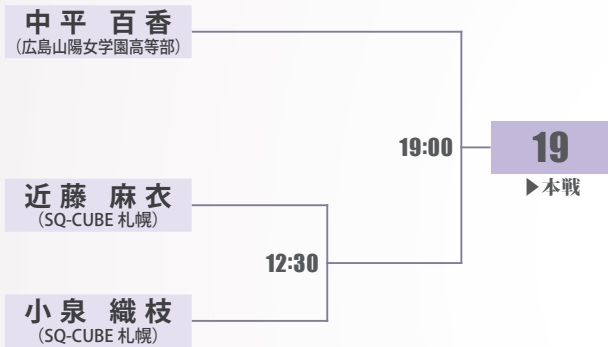 中平 百香
(広島山陽女学園高等部)
19:00
19
▶本戦
近藤 麻衣
(SQ-CUBE 札幌)
12:30
小泉 織枝
(SQ-CUBE 札幌)